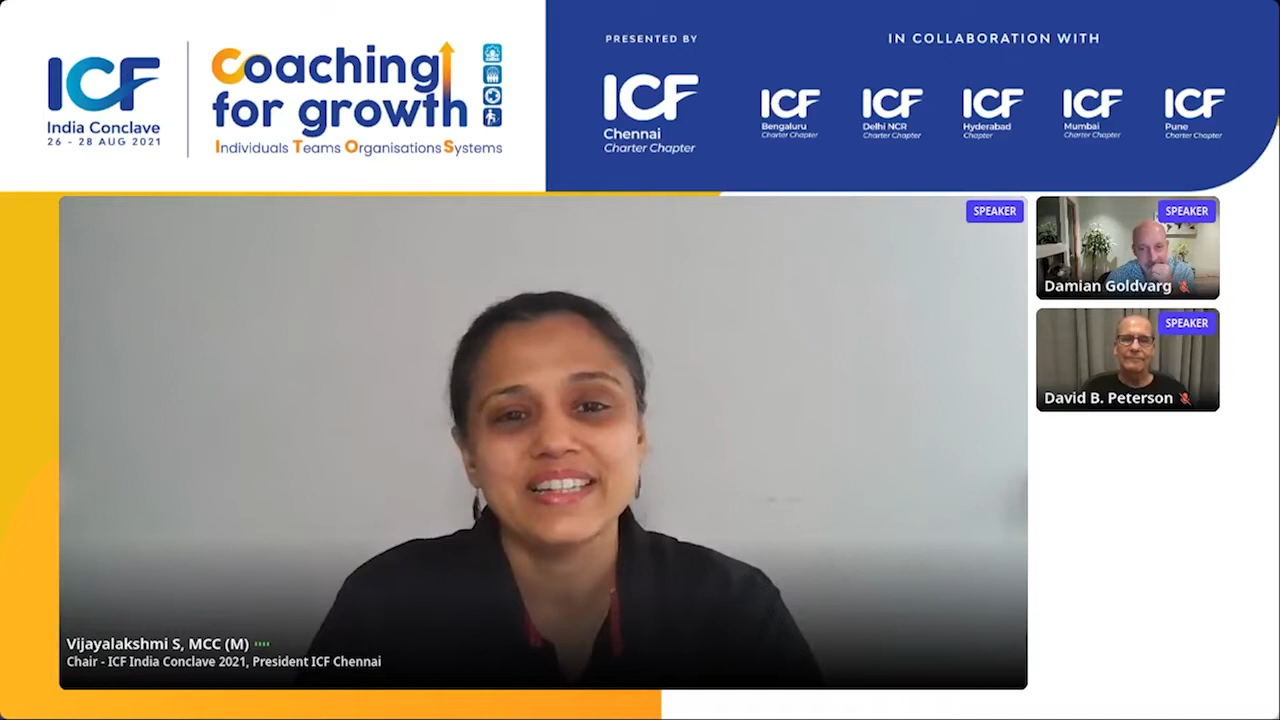 ICF
India Conclave
26 - 28 AUG 2021
Coaching
for growth
Individuals Teams Organisations Systems
PRESENTED BY
ICF
Chennai
Charter Chapter
IN COLLABORATION WITH
ICF
Bengaluru
Charter Chapter
ICF
Delhi NCR
Charter Chapter
ICF
Hyderabad
Chapter
ICF
Mumbai
Charter Chapter
ICF
Pune
Charter Chapter
SPEAKER
Vijayalakshmi S, MCC (M)
Chair - ICF India Conclave 2021, President ICF Chennai
SPEAKER
Damian Goldvarg
SPEAKER
David B. Peterson